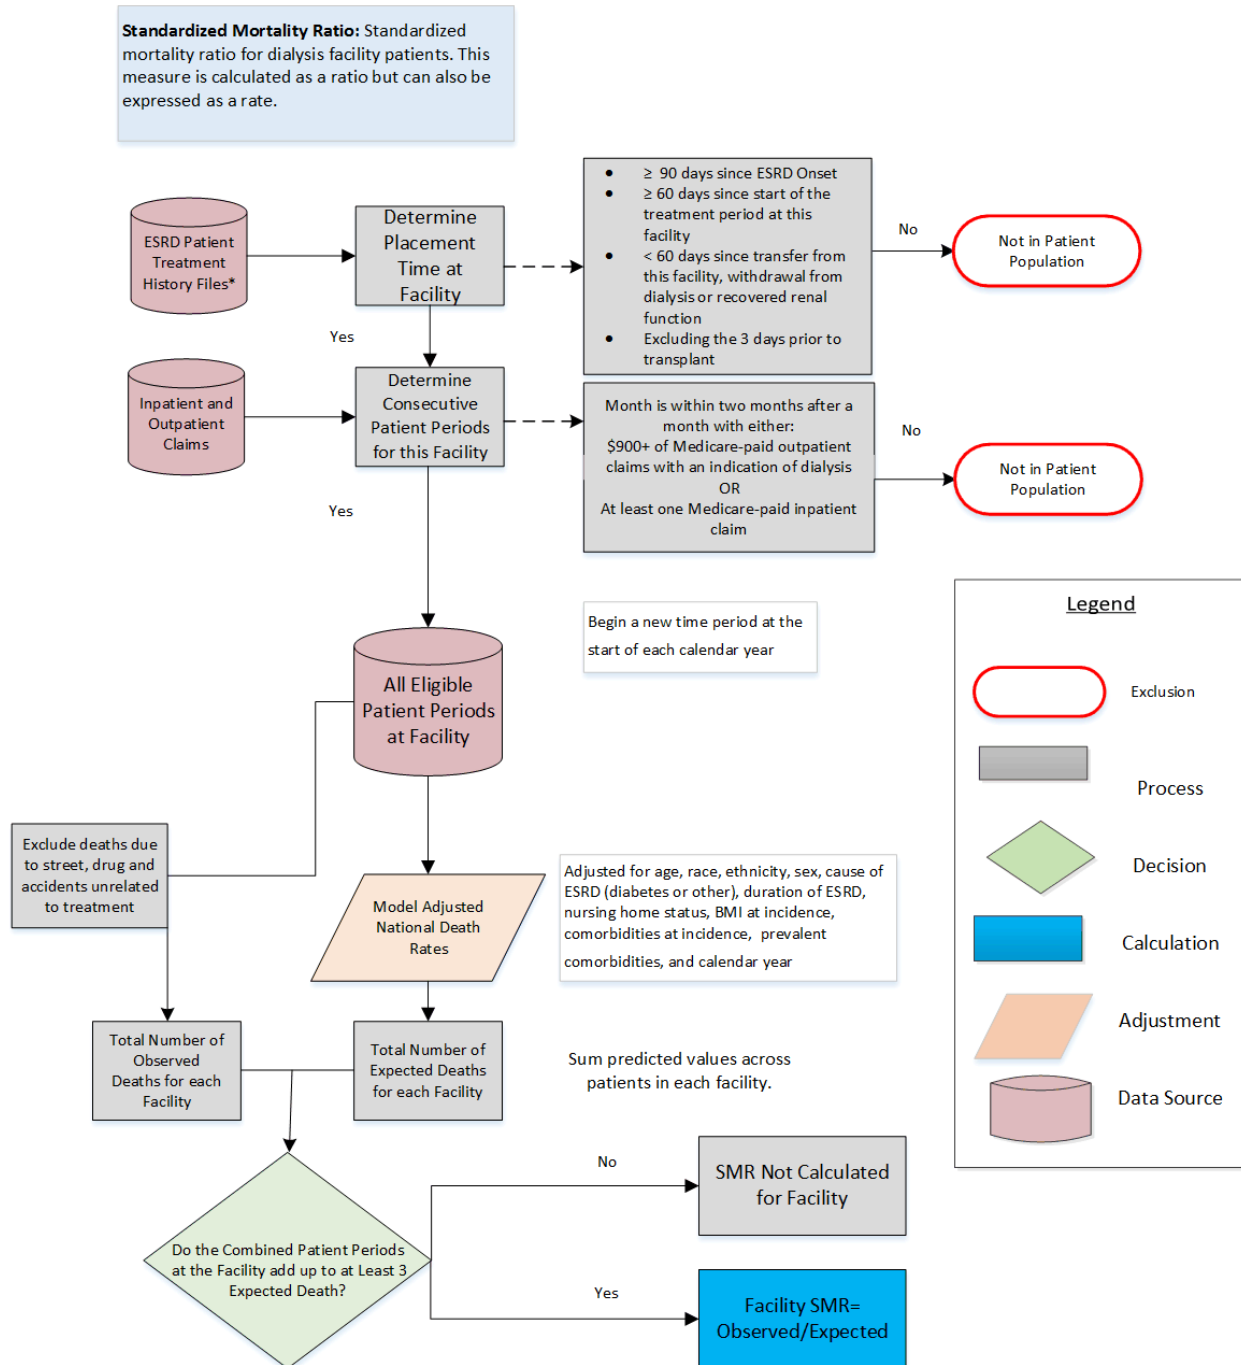 Standardized Mortality Ratio: Standardized
mortality ratio for dialysis facility patients. This
measure is calculated as a ratio but can also be
expressed as a rate.
ESRD Patient
Treatment
History Files*
Determine
Placement
Time at
Facility
• ≥ 90 days since ESRD Onset
• ≥ 60 days since start of the
treatment period at this
facility
• < 60 days since transfer from
this facility, withdrawal from
dialysis or recovered renal
function
• Excluding the 3 days prior to
transplant
No
Not in Patient
Population
Yes
Inpatient and
Outpatient
Claims
Determine
Consecutive
Patient Periods
for this Facility
Month is within two months after a
month with either:
$900+ of Medicare-paid outpatient
claims with an indication of dialysis
OR
At least one Medicare-paid inpatient
claim
No
Not in Patient
Population
Yes
Begin a new time period at the
start of each calendar year
All Eligible
Patient Periods
at Facility
Exclude deaths due
to street, drug and
accidents unrelated
to treatment
Model Adjusted
National Death
Rates
Adjusted for age, race, ethnicity, sex, cause of
ESRD (diabetes or other), duration of ESRD,
nursing home status, BMI at incidence,
comorbidities at incidence, prevalent
comorbidities, and calendar year
Total Number of
Observed
Deaths for each
Facility
Total Number of
Expected Deaths
for each Facility
Sum predicted values across
patients in each facility.
Do the Combined Patient Periods
at the Facility add up to at Least 3
Expected Death?
No
SMR Not Calculated
for Facility
Yes
Facility SMR=
Observed/Expected
Legend
Exclusion
Process
Decision
Calculation
Adjustment
Data Source